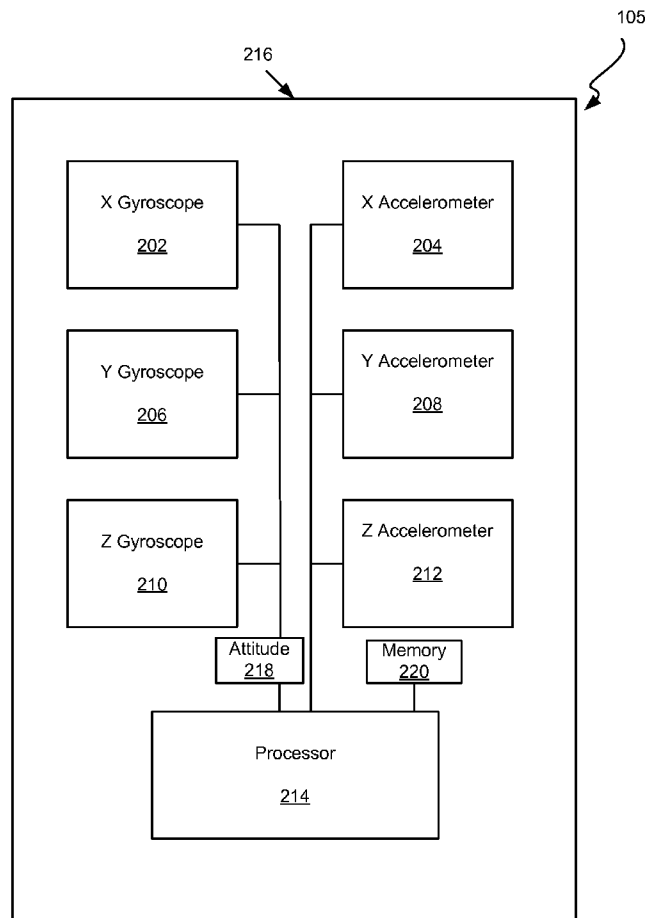 105
216
X Gyroscope
202
X Accelerometer
204
Y Gyroscope
206
Y Accelerometer
208
Z Gyroscope
210
Z Accelerometer
212
Attitude
218
Memory
220
Processor
214